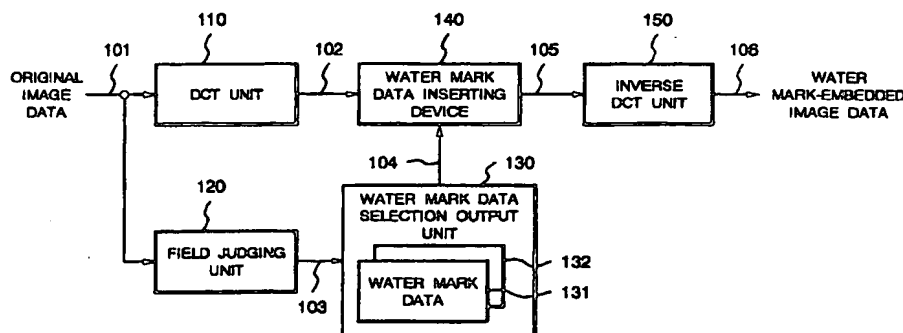 110
140
150
101
102
105
106
ORIGINAL
IMAGE
DATA
DCT UNIT
WATER MARK
DATA INSERTING
DEVICE
INVERSE
DCT UNIT
WATER
MARK-EMBEDDED
IMAGE DATA
104
130
120
WATER MARK DATA
SELECTION OUTPUT
UNIT
FIELD JUDGING
UNIT
103
132
WATER MARK
DATA
131